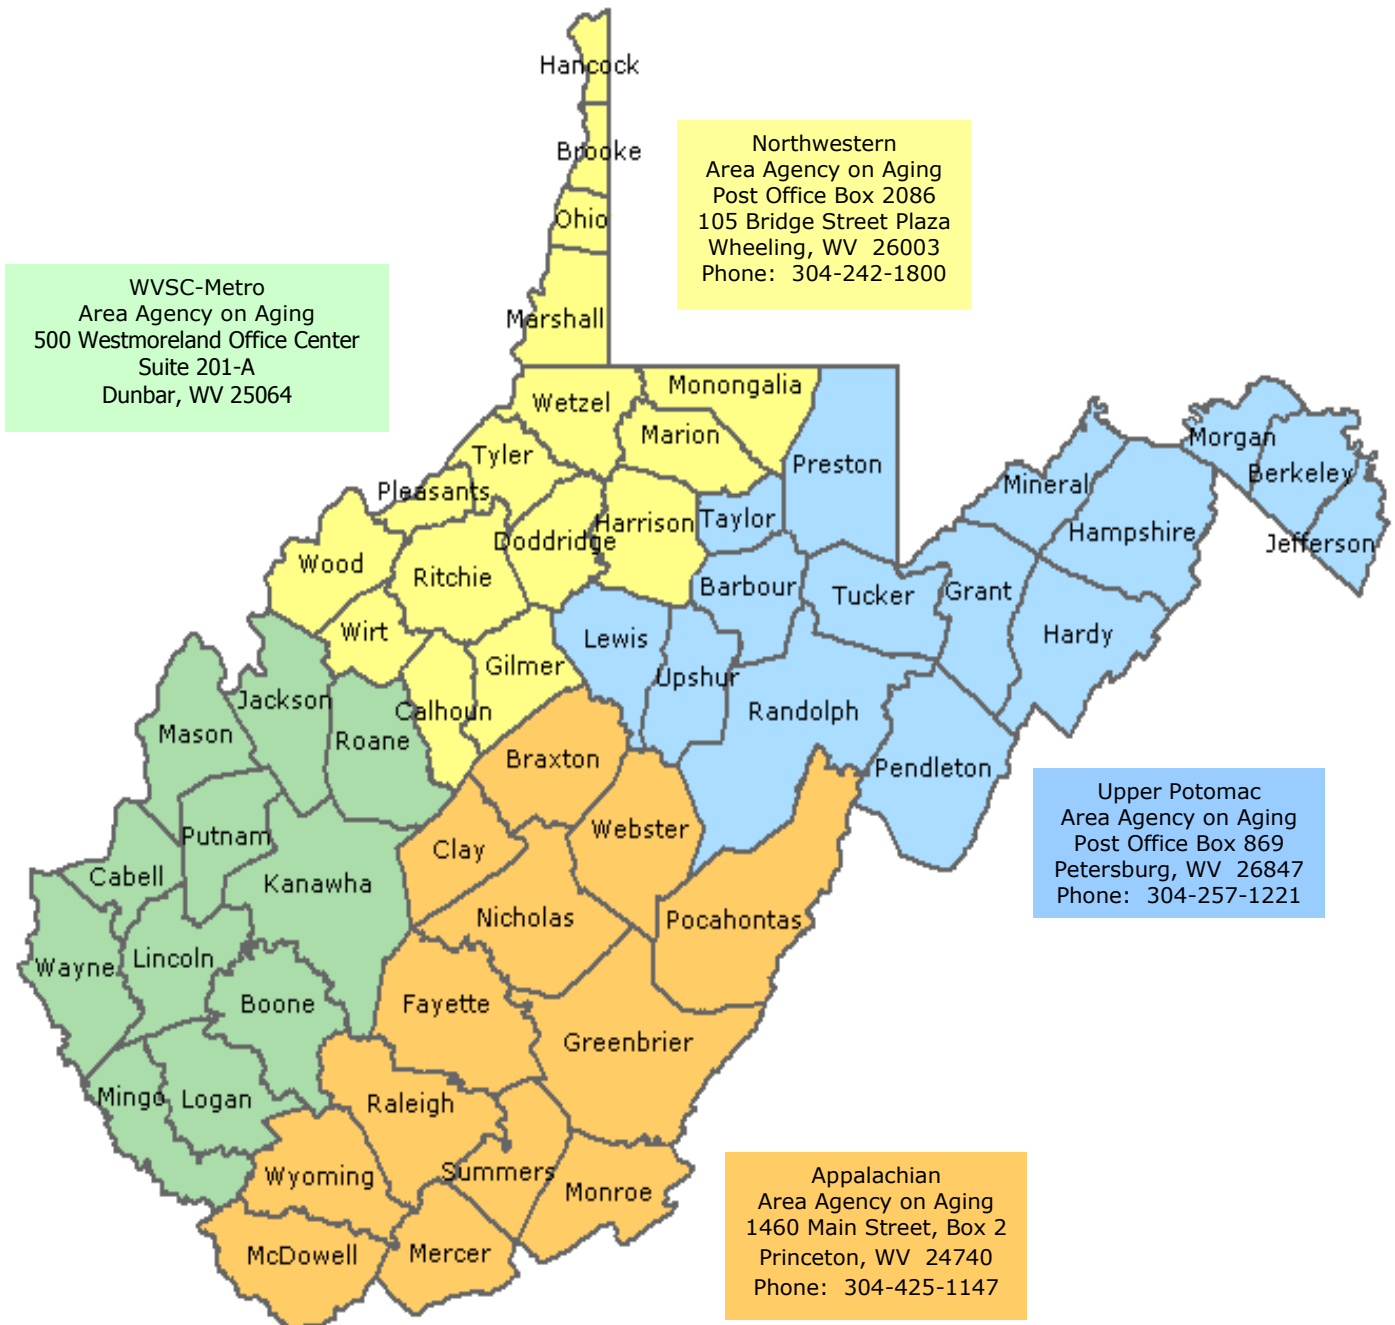 Hancock
Brooke
Ohio
Marshall
Northwestern
Area Agency on Aging
Post Office Box 2086
105 Bridge Street Plaza
Wheeling, WV  26003
Phone:  304-242-1800
WVSC-Metro
Area Agency on Aging
500 Westmoreland Office Center
Suite 201-A
Dunbar, WV 25064
Wetzel
Monongalia
Marion
Tyler
Pleasants
Preston
Taylor
Harrison
Doddridge
Wood
Ritchie
Wirt
Calhoun
Gilmer
Lewis
Upshur
Barbour
Tucker
Grant
Mineral
Hampshire
Morgan
Berkeley
Jefferson
Hardy
Randolph
Pendleton
Mason
Jackson
Roane
Putnam
Cabell
Kanawha
Wayne
Lincoln
Boone
Mingo
Logan
Braxton
Webster
Clay
Nicholas
Pocahontas
Fayette
Greenbrier
Raleigh
Summers
Monroe
Wyoming
McDowell
Mercer
Upper Potomac
Area Agency on Aging
Post Office Box 869
Petersburg, WV  26847
Phone:  304-257-1221
Appalachian
Area Agency on Aging
1460 Main Street, Box 2
Princeton, WV  24740
Phone:  304-425-1147